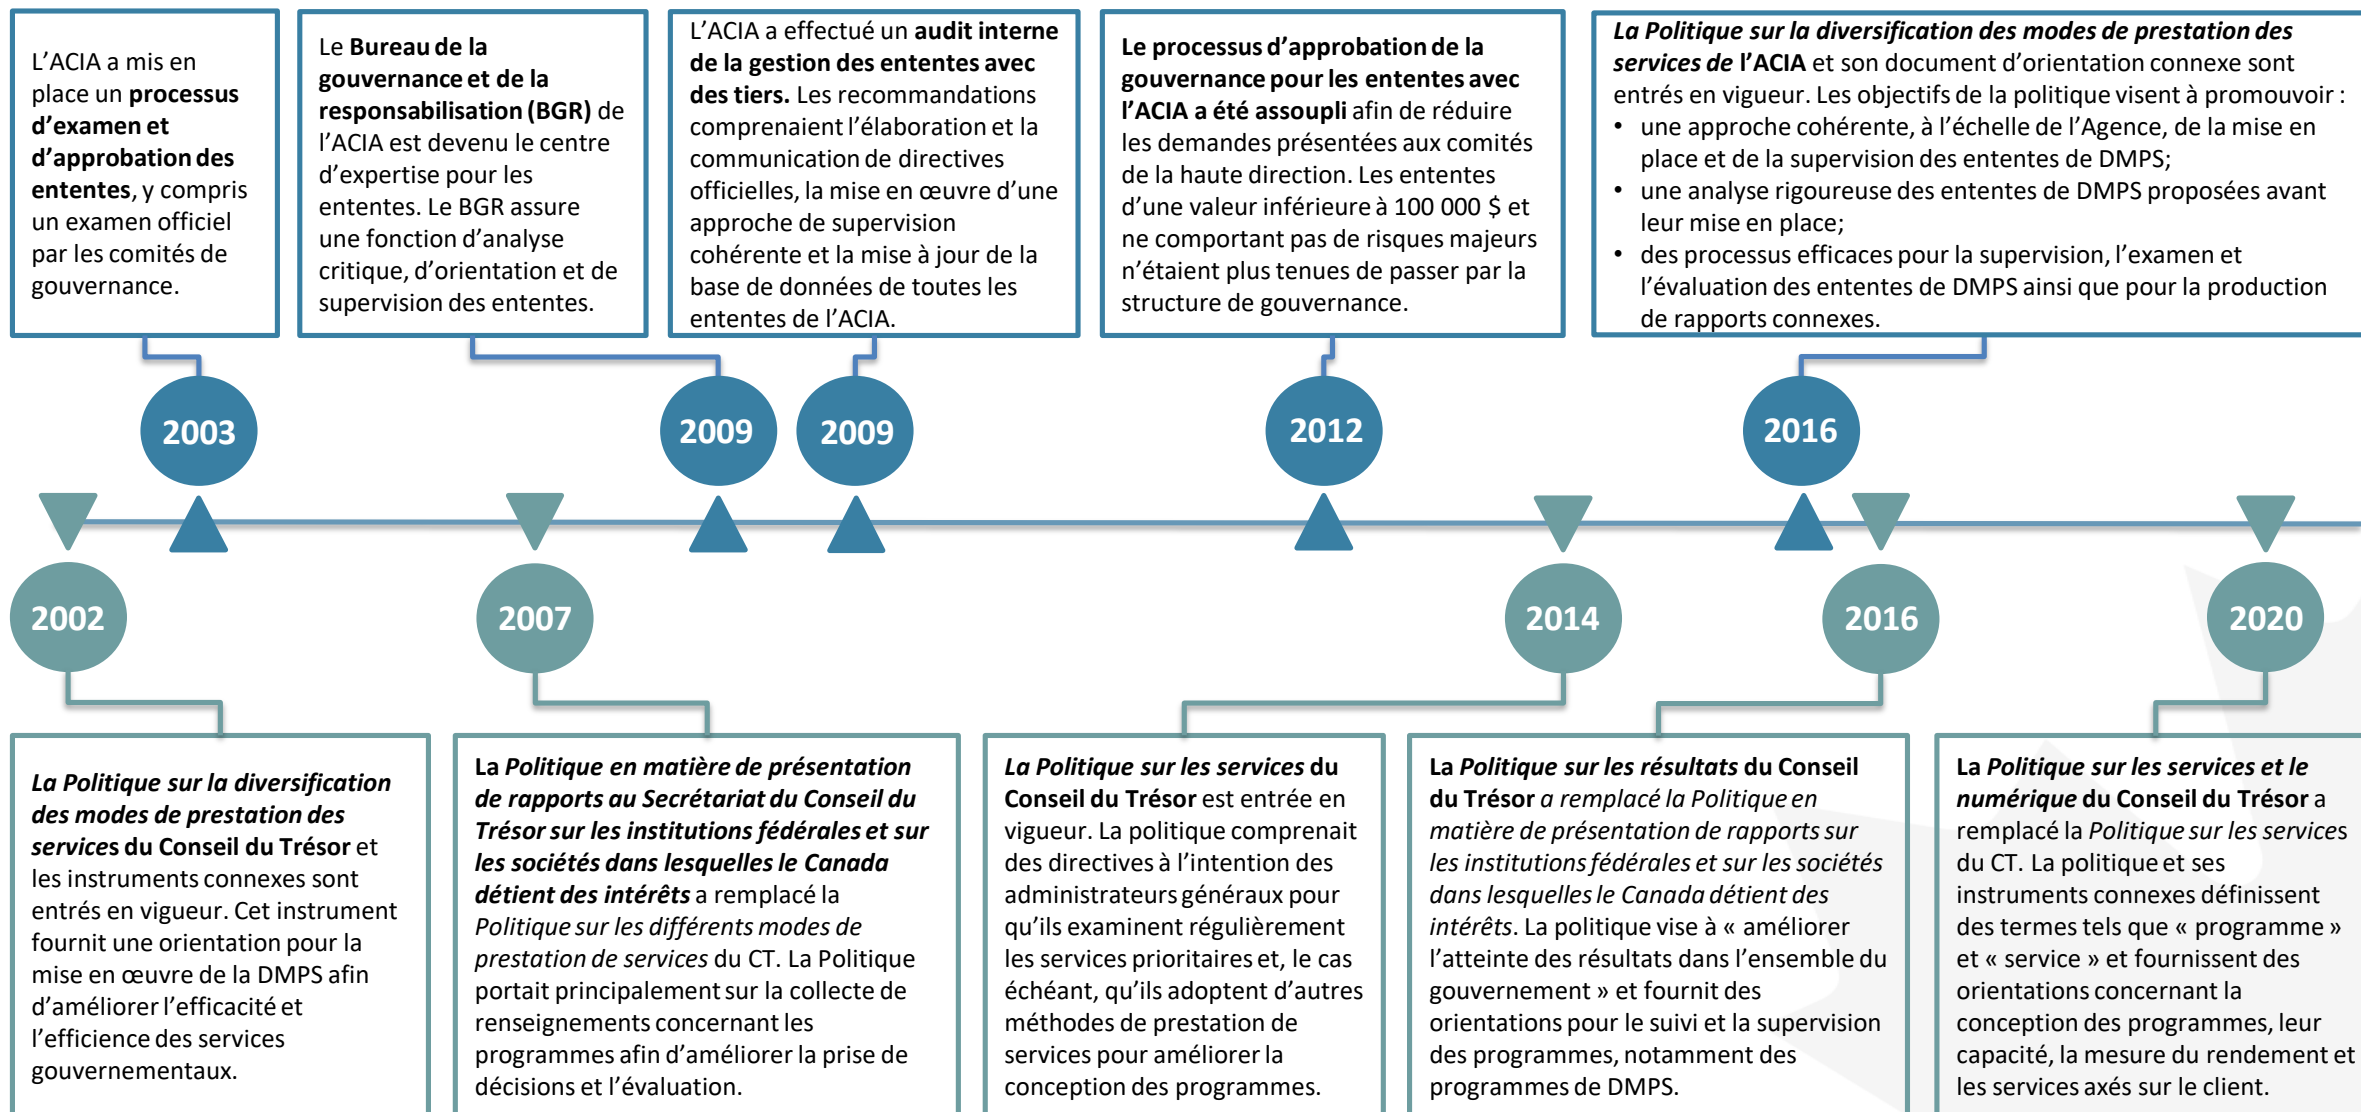 L’ACIA a mis en
place un processus
d’examen et
d’approbation des
ententes, y compris
un examen officiel
par les comités de
gouvernance.
Le Bureau de la
gouvernance et de la
responsabilisation (BGR) de
l’ACIA est devenu le centre
d’expertise pour les
ententes. Le BGR assure
une fonction d’analyse
critique, d’orientation et de
supervision des ententes.
L’ACIA a effectué un audit interne
de la gestion des ententes avec
des tiers. Les recommandations
comprenaient l’élaboration et la
communication de directives
officielles, la mise en œuvre d’une
approche de supervision
cohérente et la mise à jour de la
base de données de toutes les
ententes de l’ACIA.
Le processus d’approbation de la
gouvernance pour les ententes avec
l’ACIA a été assoupli afin de réduire
les demandes présentées aux comités
de la haute direction. Les ententes
d’une valeur inférieure à 100 000 $ et
ne comportant pas de risques majeurs
n’étaient plus tenues de passer par la
structure de gouvernance.
La Politique sur la diversification des modes de prestation des
services de l’ACIA et son document d’orientation connexe sont
entrés en vigueur. Les objectifs de la politique visent à promouvoir :
• une approche cohérente, à l’échelle de l’Agence, de la mise en
place et de la supervision des ententes de DMPS;
• une analyse rigoureuse des ententes de DMPS proposées avant
leur mise en place;
• des processus efficaces pour la supervision, l’examen et
l’évaluation des ententes de DMPS ainsi que pour la production
de rapports connexes.
2003
2009
2009
2012
2016
2002
2007
2014
2016
2020
La Politique sur la diversification
des modes de prestation des
services du Conseil du Trésor et
les instruments connexes sont
entrés en vigueur. Cet instrument
fournit une orientation pour la
mise en œuvre de la DMPS afin
d’améliorer l’efficacité et
l’efficience des services
gouvernementaux.
La Politique en matière de présentation
de rapports au Secrétariat du Conseil du
Trésor sur les institutions fédérales et sur
les sociétés dans lesquelles le Canada
détient des intérêts a remplacé la
Politique sur les différents modes de
prestation de services du CT. La Politique
portait principalement sur la collecte de
renseignements concernant les
programmes afin d’améliorer la prise de
décisions et l’évaluation.
La Politique sur les services du
Conseil du Trésor est entrée en
vigueur. La politique comprenait
des directives à l’intention des
administrateurs généraux pour
qu’ils examinent régulièrement
les services prioritaires et, le cas
échéant, qu’ils adoptent d’autres
méthodes de prestation de
services pour améliorer la
conception des programmes.
La Politique sur les résultats du Conseil
du Trésor a remplacé la Politique en
matière de présentation de rapports sur
les institutions fédérales et sur les sociétés
dans lesquelles le Canada détient des
intérêts. La politique vise à « améliorer
l’atteinte des résultats dans l’ensemble du
gouvernement » et fournit des
orientations pour le suivi et la supervision
des programmes, notamment des
programmes de DMPS.
La Politique sur les services et le
numérique du Conseil du Trésor a
remplacé la Politique sur les services
du CT. La politique et ses
instruments connexes définissent
des termes tels que « programme »
et « service » et fournissent des
orientations concernant la
conception des programmes, leur
capacité, la mesure du rendement et
les services axés sur le client.